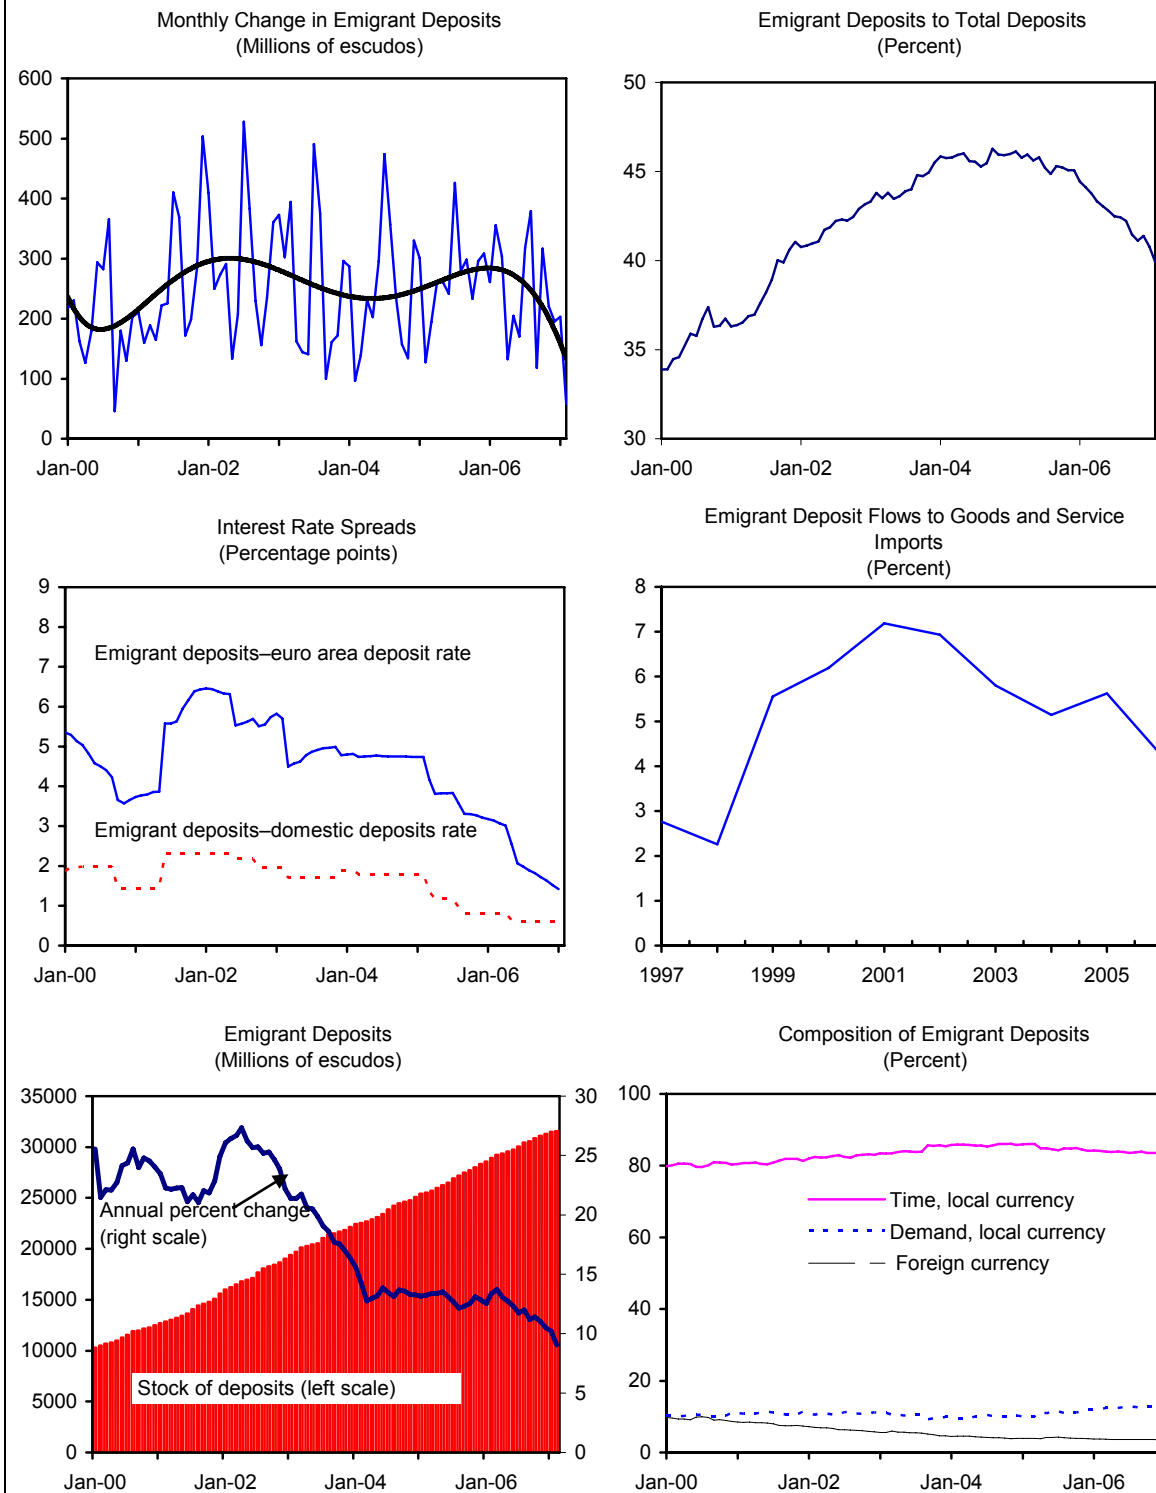 Monthly Change in Emigrant Deposits
(Millions of escudos)
600
500
400
300
200
100
0
Jan-00
Jan-02
Jan-04
Jan-06
Emigrant Deposits to Total Deposits
(Percent)
50
45
40
35
30
Jan-00
Jan-02
Jan-04
Jan-06
Interest Rate Spreads
(Percentage points)
9
8
7
6
5
4
3
2
1
0
Emigrant deposits–euro area deposit rate
Emigrant deposits–domestic deposits rate
Jan-00
Jan-02
Jan-04
Jan-06
Emigrant Deposit Flows to Goods and Service
Imports
(Percent)
8
7
6
5
4
3
2
1
0
1997
1999
2001
2003
2005
Emigrant Deposits
(Millions of escudos)
35000
30000
25000
20000
15000
10000
5000
0
30
25
20
15
10
5
0
Annual percent change
(right scale)
Stock of deposits (left scale)
Jan-00
Jan-02
Jan-04
Jan-06
Composition of Emigrant Deposits
(Percent)
100
80
60
40
20
0
Time, local currency
Demand, local currency
Foreign currency
Jan-00
Jan-02
Jan-04
Jan-06